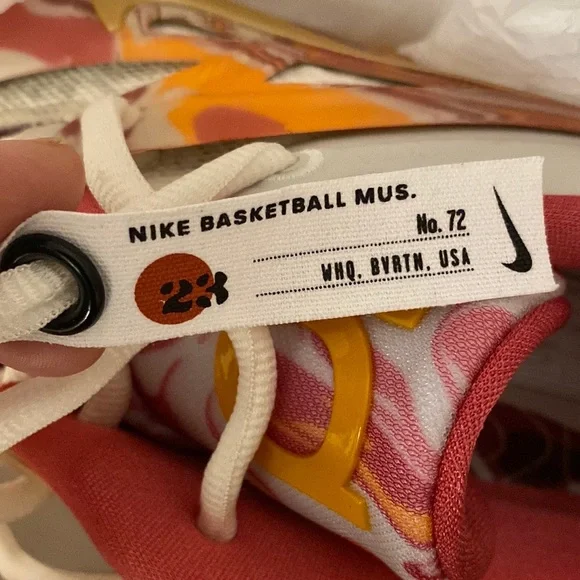 NIKE BASKETBALL MUS.
No. 72
23
WHQ, BVRTN, USA